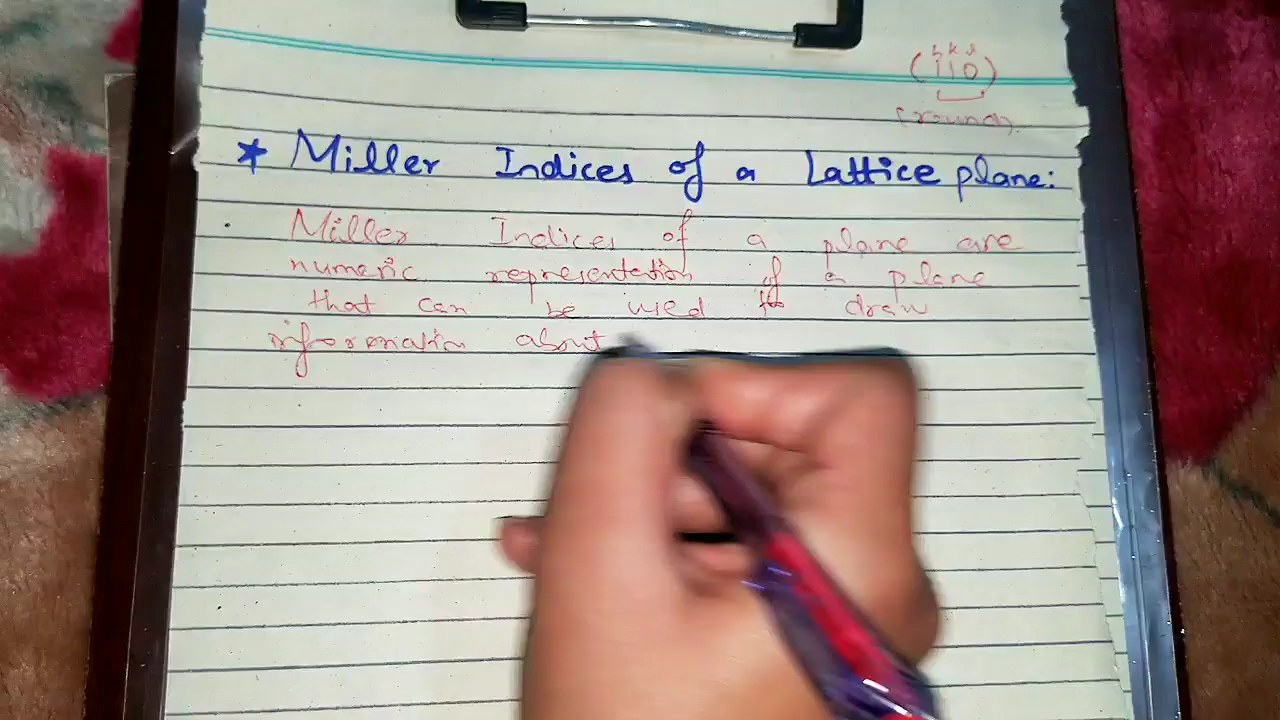 h k l
(110)
(round)
* Miller Indices of a Lattice plane:
. Miller Indices of a plane are
numeric representation of a plane
that can be used to draw
information about